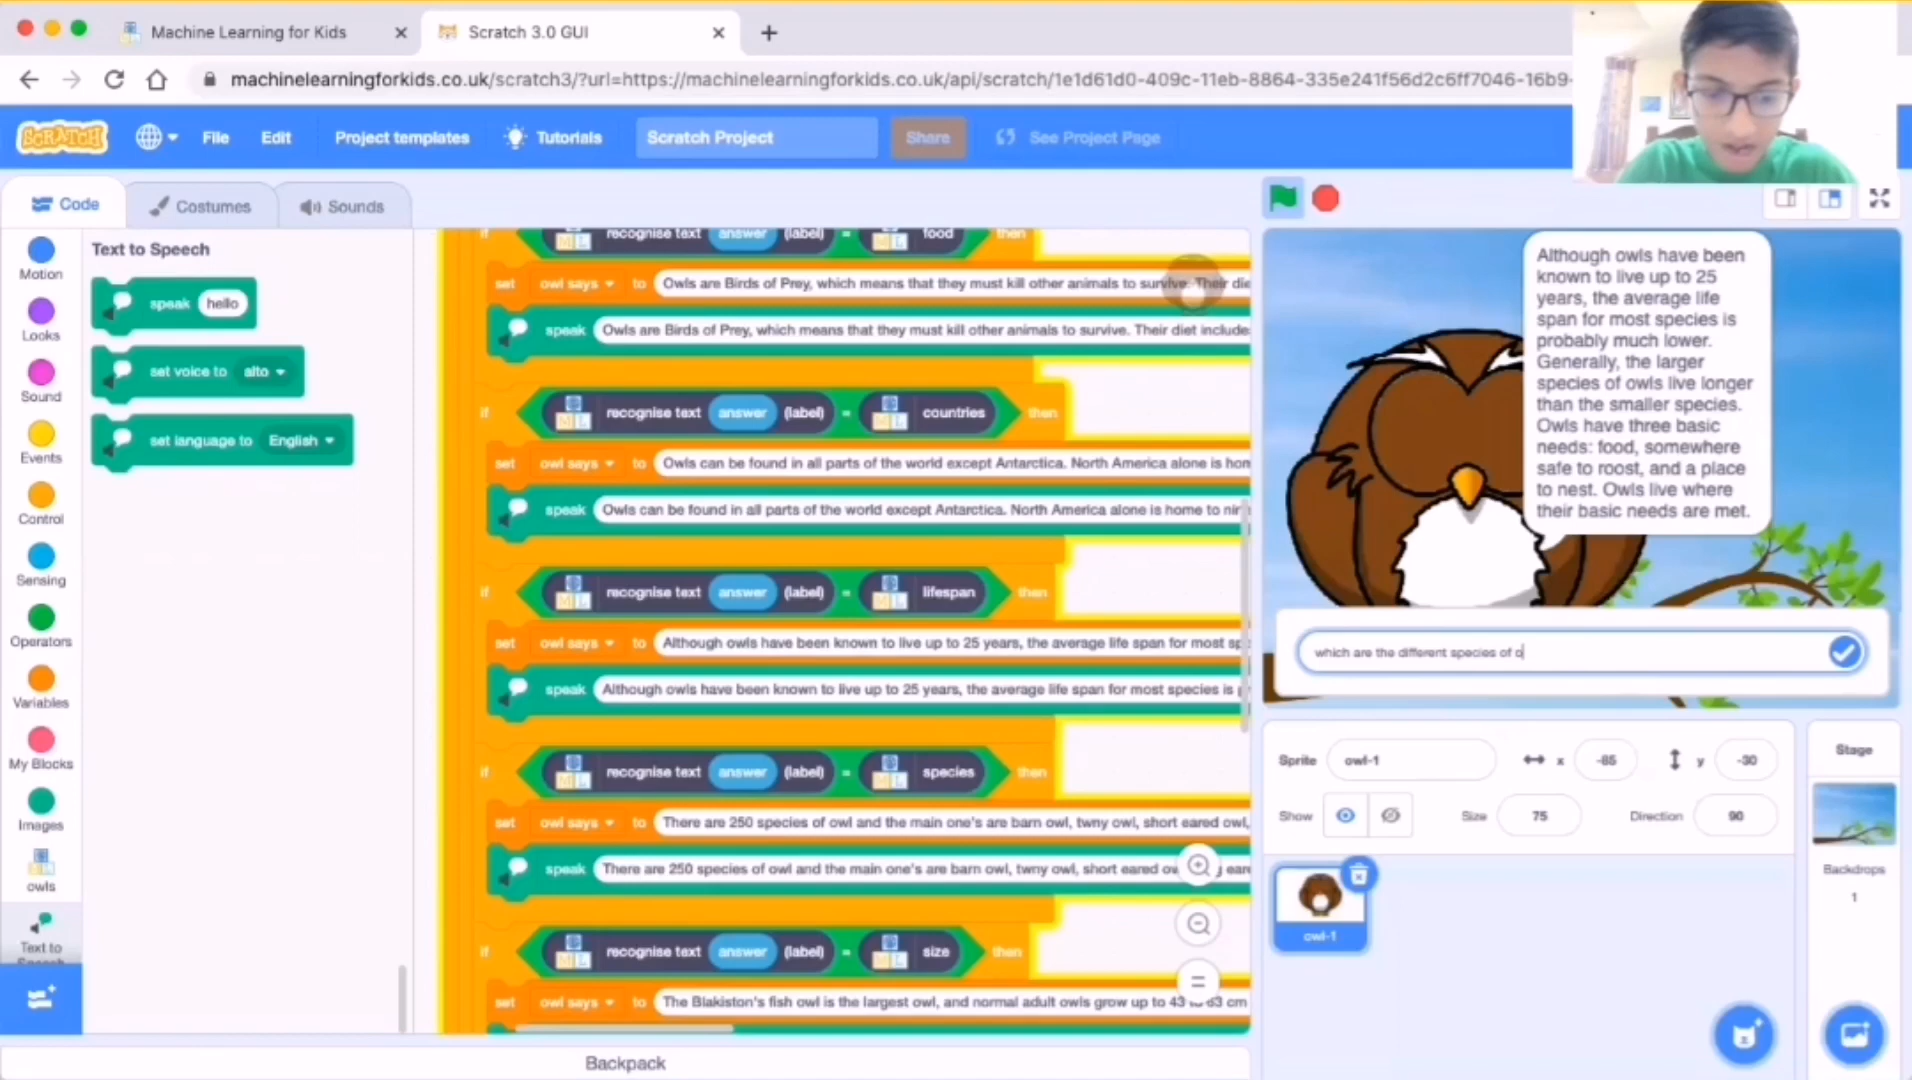 Machine Learning for Kids
Scratch 3.0 GUI
machinelearningforkids.co.uk/scratch3/?url=https://machinelearningforkids.co.uk/api/scratch/1e1d61d0-409c-11eb-8864-335e241f56d2c6ff7046-16b9-
SCRATCH
File
Edit
Project templates
Tutorials
Scratch Project
Share
See Project Page
Code
Costumes
Sounds
Motion
Looks
Sound
Events
Control
Sensing
Operators
Variables
My Blocks
Images
owls
Text to
Speech
Text to Speech
speak hello
set voice to alto
set language to English
if recognise text answer (label) = food then
set owl says to Owls are Birds of Prey, which means that they must kill other animals to survive. Their die
speak Owls are Birds of Prey, which means that they must kill other animals to survive. Their diet include
if recognise text answer (label) = countries then
set owl says to Owls can be found in all parts of the world except Antarctica. North America alone is hom
speak Owls can be found in all parts of the world except Antarctica. North America alone is home to nin
if recognise text answer (label) = lifespan then
set owl says to Although owls have been known to live up to 25 years, the average life span for most sp
speak Although owls have been known to live up to 25 years, the average life span for most species is
if recognise text answer (label) = species then
set owl says to There are 250 species of owl and the main one's are barn owl, twny owl, short eared owl,
speak There are 250 species of owl and the main one's are barn owl, twny owl, short eared
if recognise text answer (label) = size then
set owl says to The Blakiston's fish owl is the largest owl, and normal adult owls grow up to 43 to 63 cm
Backpack
Although owls have been
known to live up to 25
years, the average life
span for most species is
probably much lower.
Generally, the larger
species of owls live longer
than the smaller species.
Owls have three basic
needs: food, somewhere
safe to roost, and a place
to nest. Owls live where
their basic needs are met.
which are the different species of o
Sprite owl-1 x -85 y -30
Show Size 75 Direction 90
owl-1
Stage
Backdrops
1